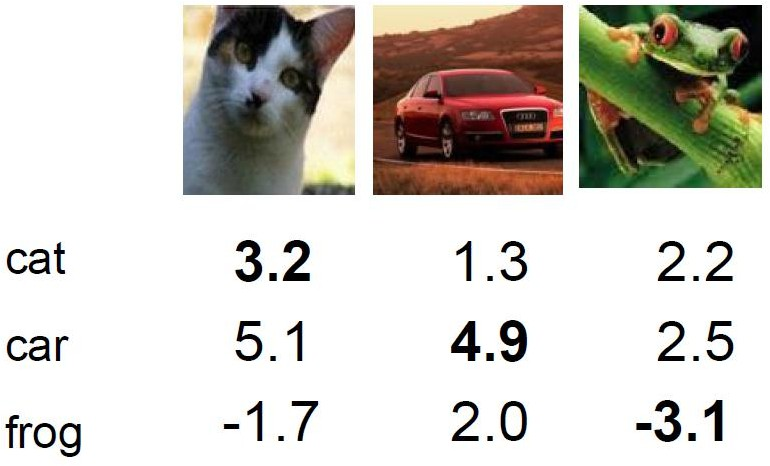 cat 3.2 1.3 2.2
car 5.1 4.9 2.5
frog -1.7 2.0 -3.1